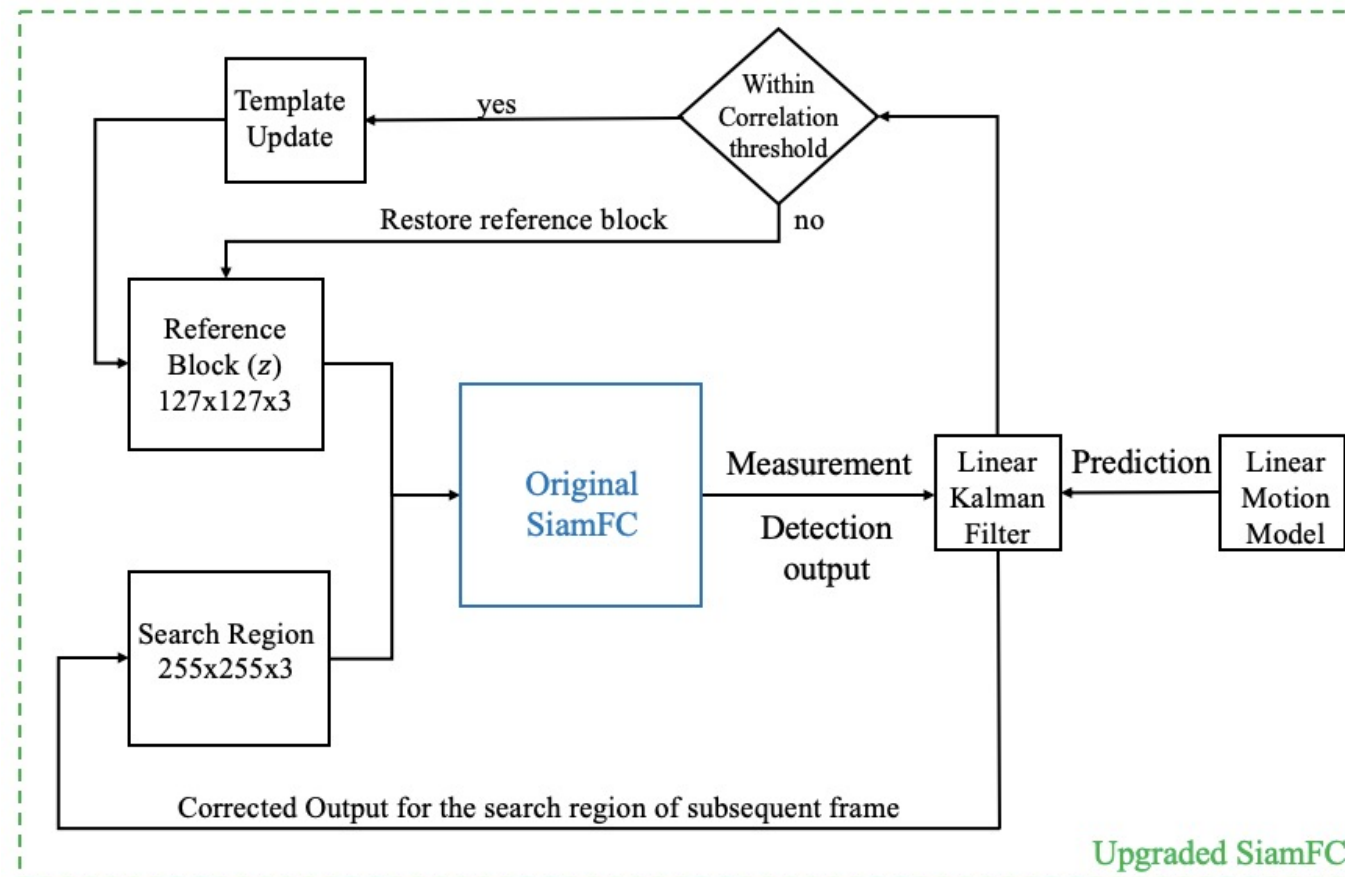 Template
Update
yes
Within
Correlation
threshold
Restore reference block
no
Reference
Block (z)
127x127x3
Original
SiamFC
Measurement
Detection
output
Linear
Kalman
Filter
Prediction
Linear
Motion
Model
Search Region
255x255x3
Corrected Output for the search region of subsequent frame
Upgraded SiamFC